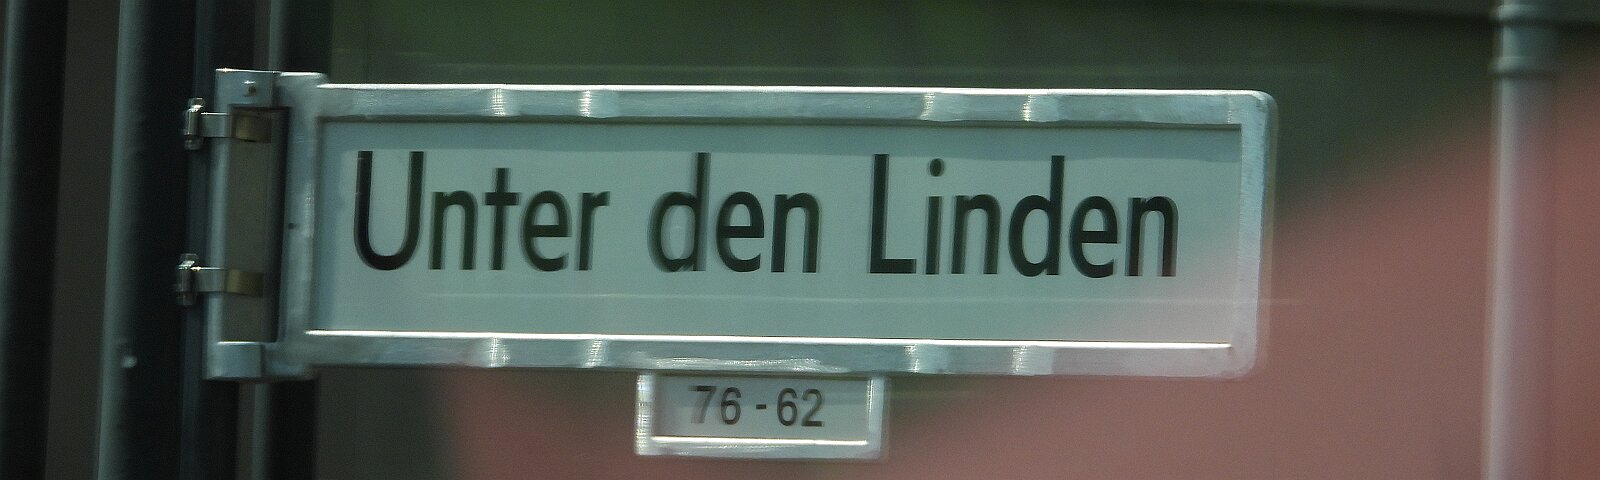 Unter den Linden
76 - 62